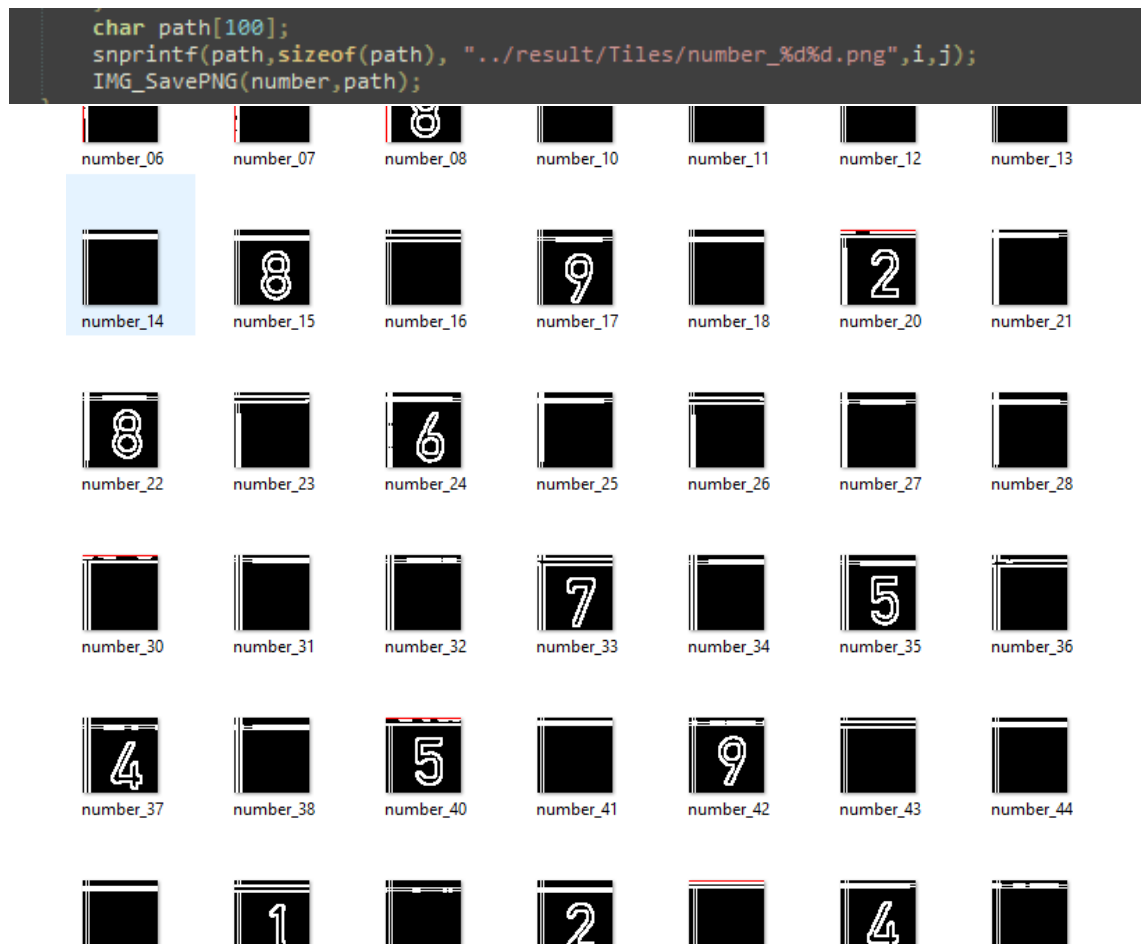 char path[100];
snprintf(path,sizeof(path), "../result/Tiles/number_%d%d.png",i,j);
IMG_SavePNG(number,path);
8
number_06 number_07 number_08 number_10 number_11 number_12 number_13
8 9 2
number_14 number_15 number_16 number_17 number_18 number_20 number_21
8 6
number_22 number_23 number_24 number_25 number_26 number_27 number_28
7 5
number_30 number_31 number_32 number_33 number_34 number_35 number_36
4 5 9
number_37 number_38 number_40 number_41 number_42 number_43 number_44
1 2 4